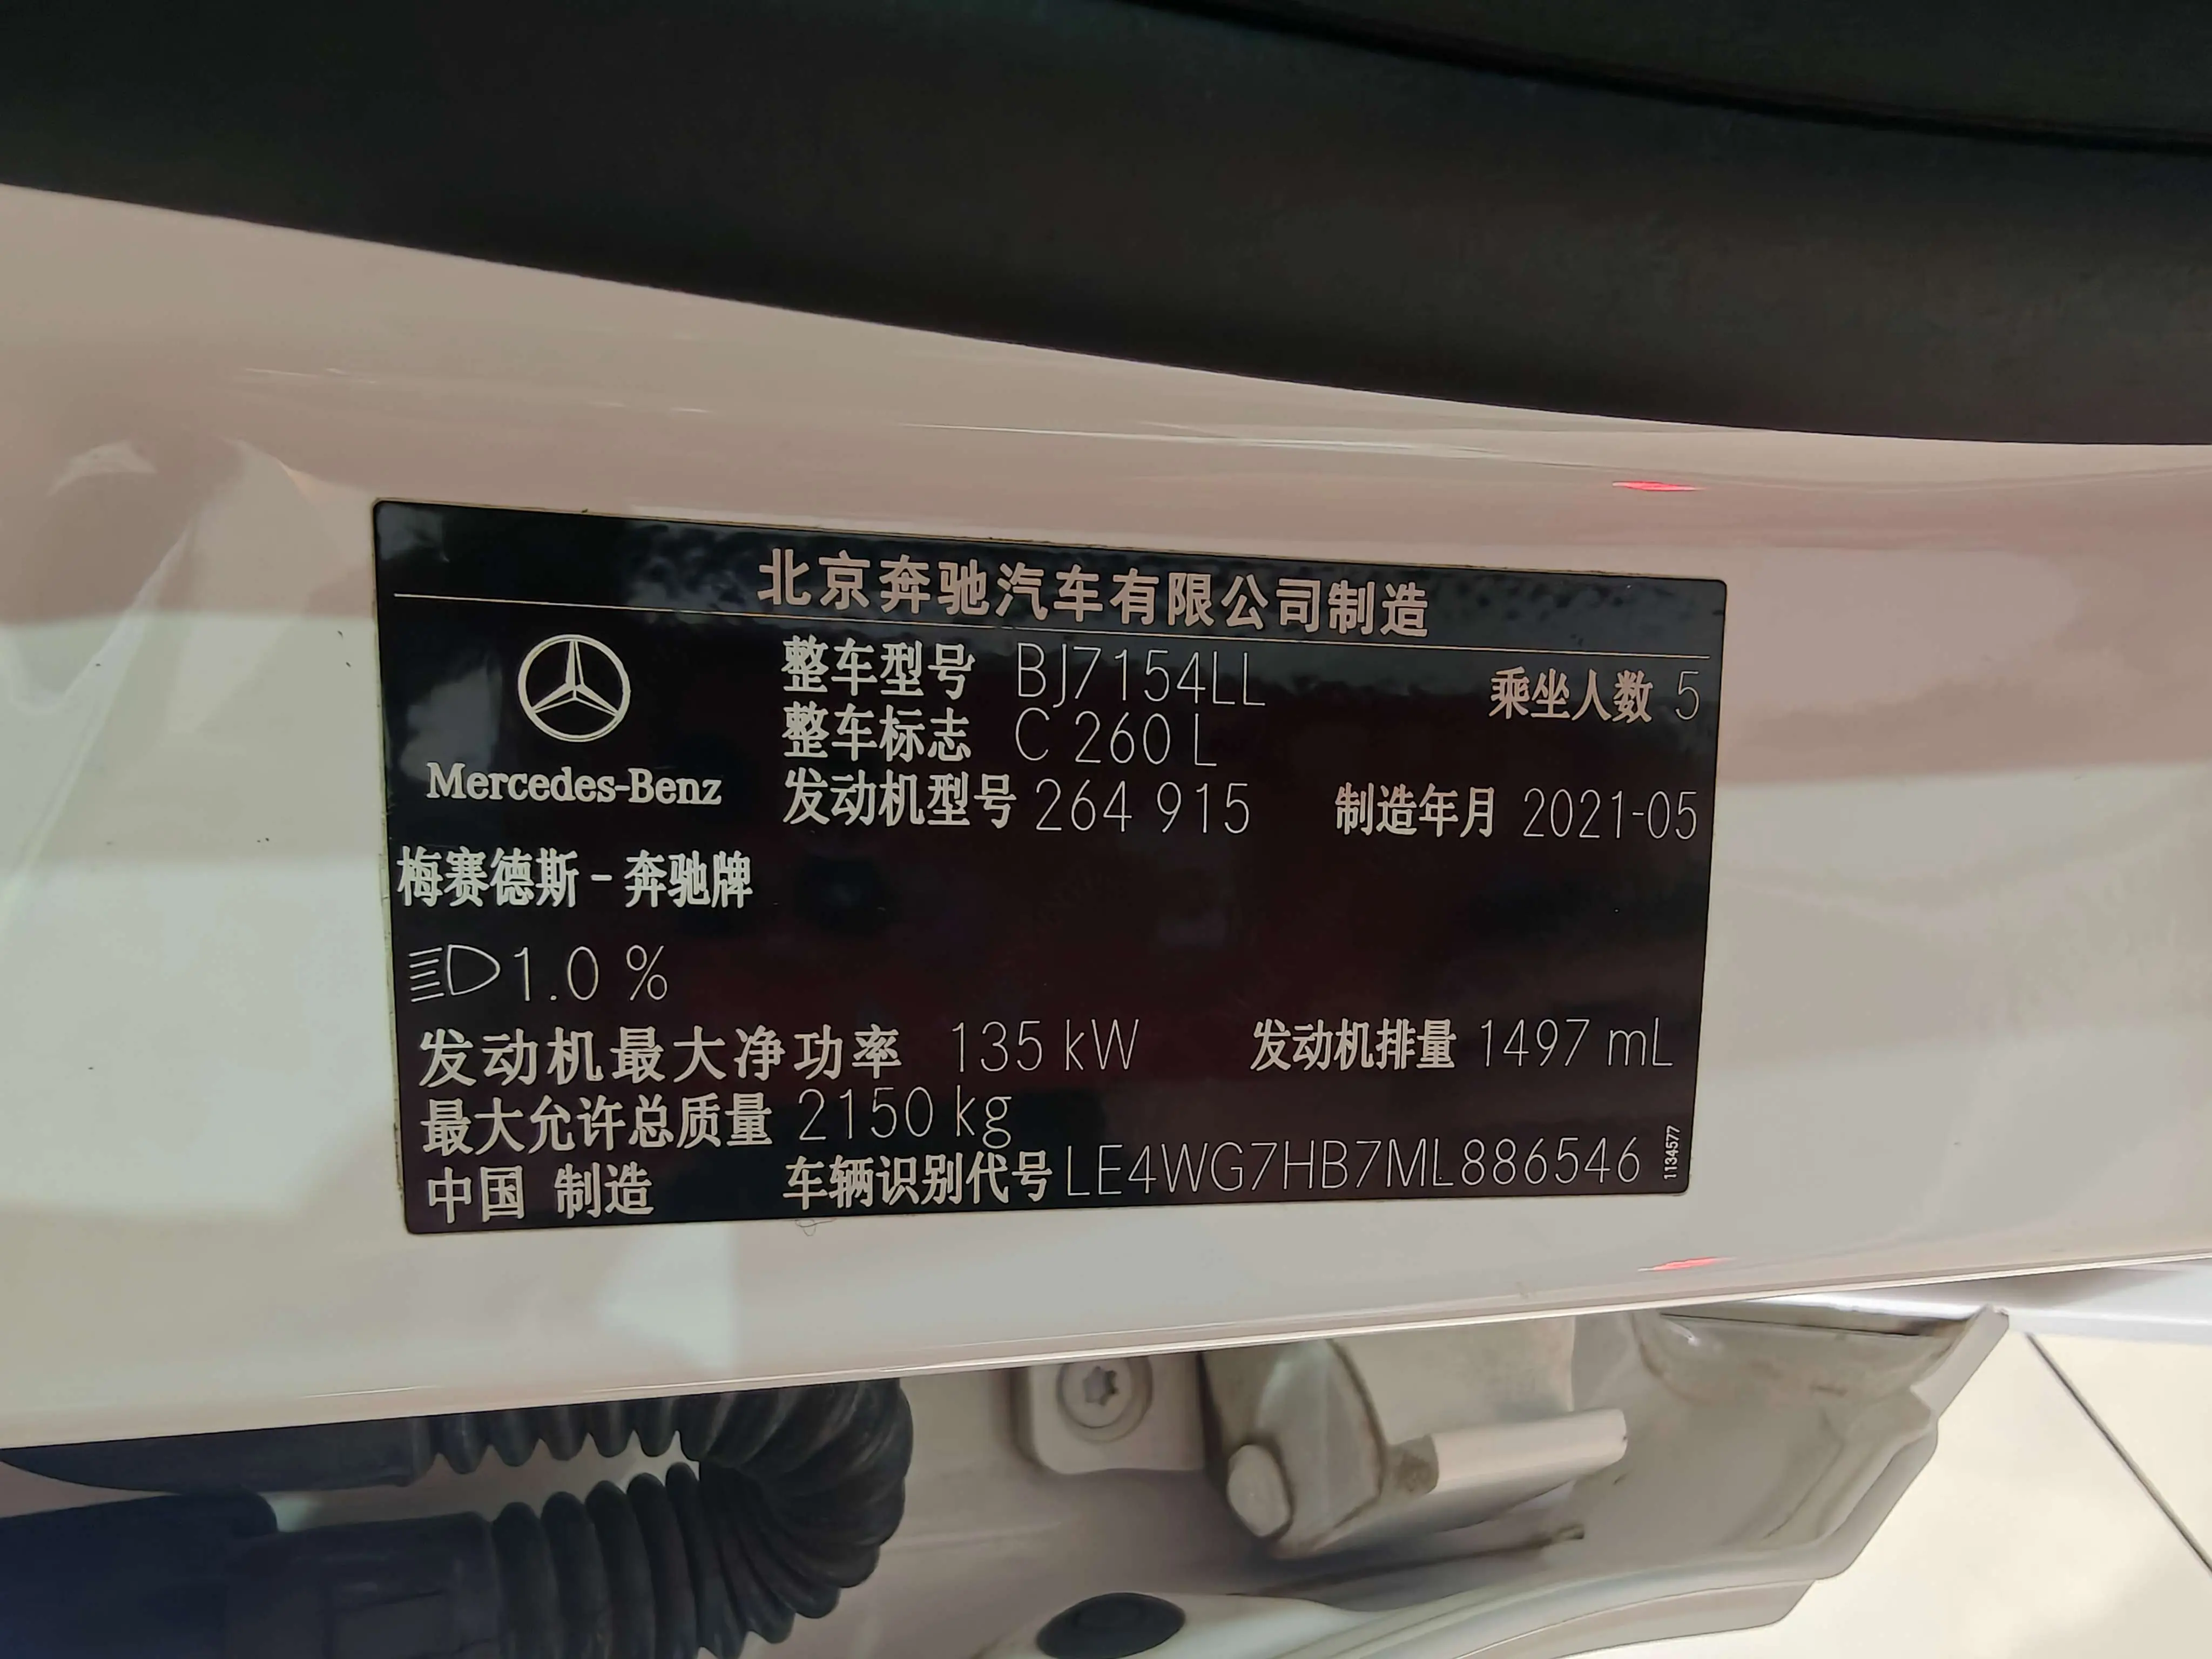 北京奔驰汽车有限公司制造
整车型号 BJ7154LL 乘坐人数 5
整车标志 C 260 L
Mercedes-Benz
发动机型号 264 915 制造年月 2021-05
梅赛德斯-奔驰牌
1.0 %
发动机最大净功率 135 kW 发动机排量 1497 mL
最大允许总质量 2150 kg
中国 制造 车辆识别代号 LE4WG7HB7ML886546
1134577